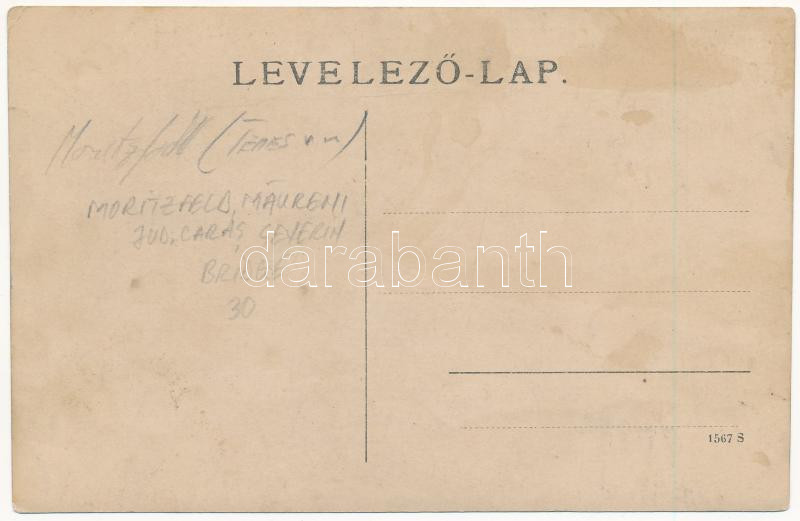 LEVELEZŐ-LAP.
Moritzfeld (TEMES
MORITZFELD, MĂURENI
JUD. CARAȘ SEVERIN
darabanth
30
1567 S